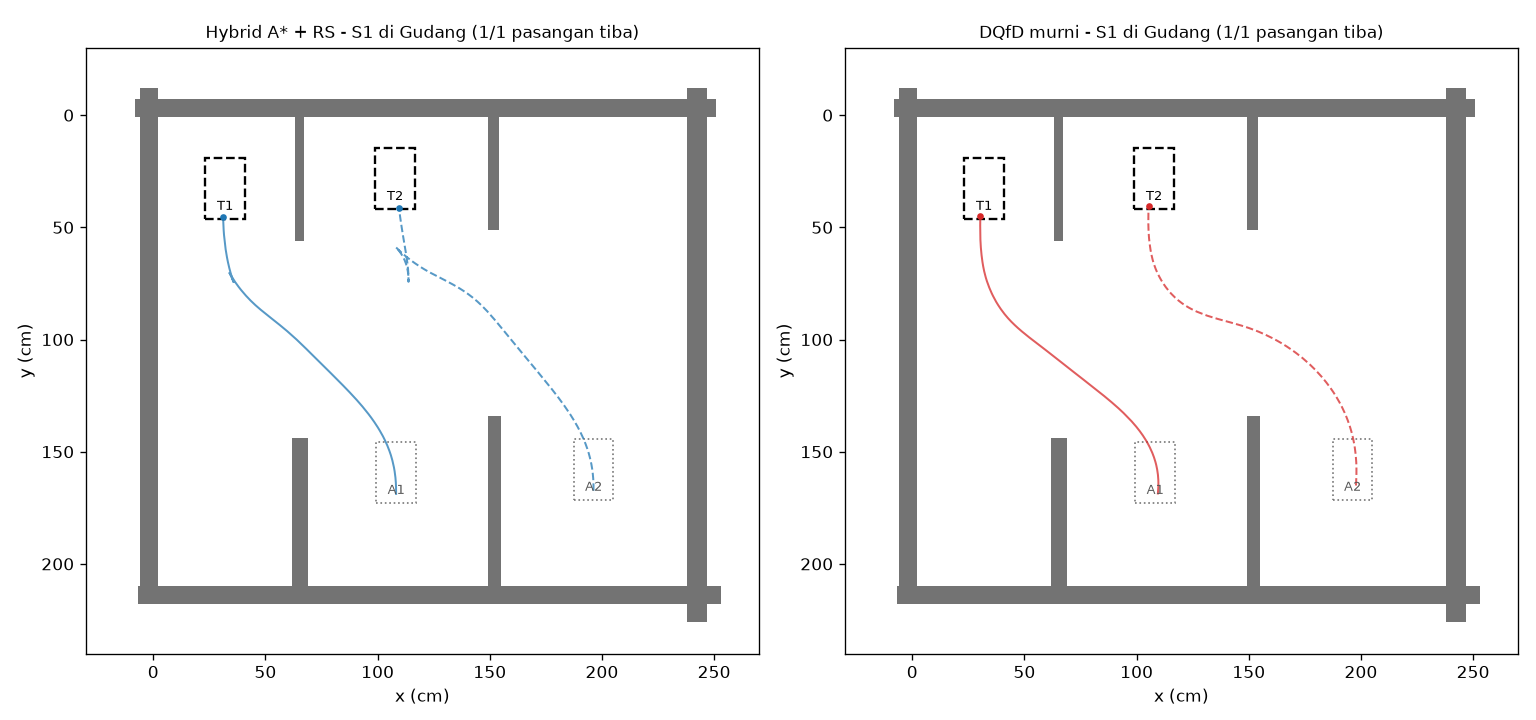 Hybrid A* + RS - S1 di Gudang (1/1 pasangan tiba)
T1
T2
A1
A2
0
50
100
150
200
y (cm)
0
50
100
150
200
250
x (cm)
DQfD murni - S1 di Gudang (1/1 pasangan tiba)
T1
T2
A1
A2
0
50
100
150
200
y (cm)
0
50
100
150
200
250
x (cm)